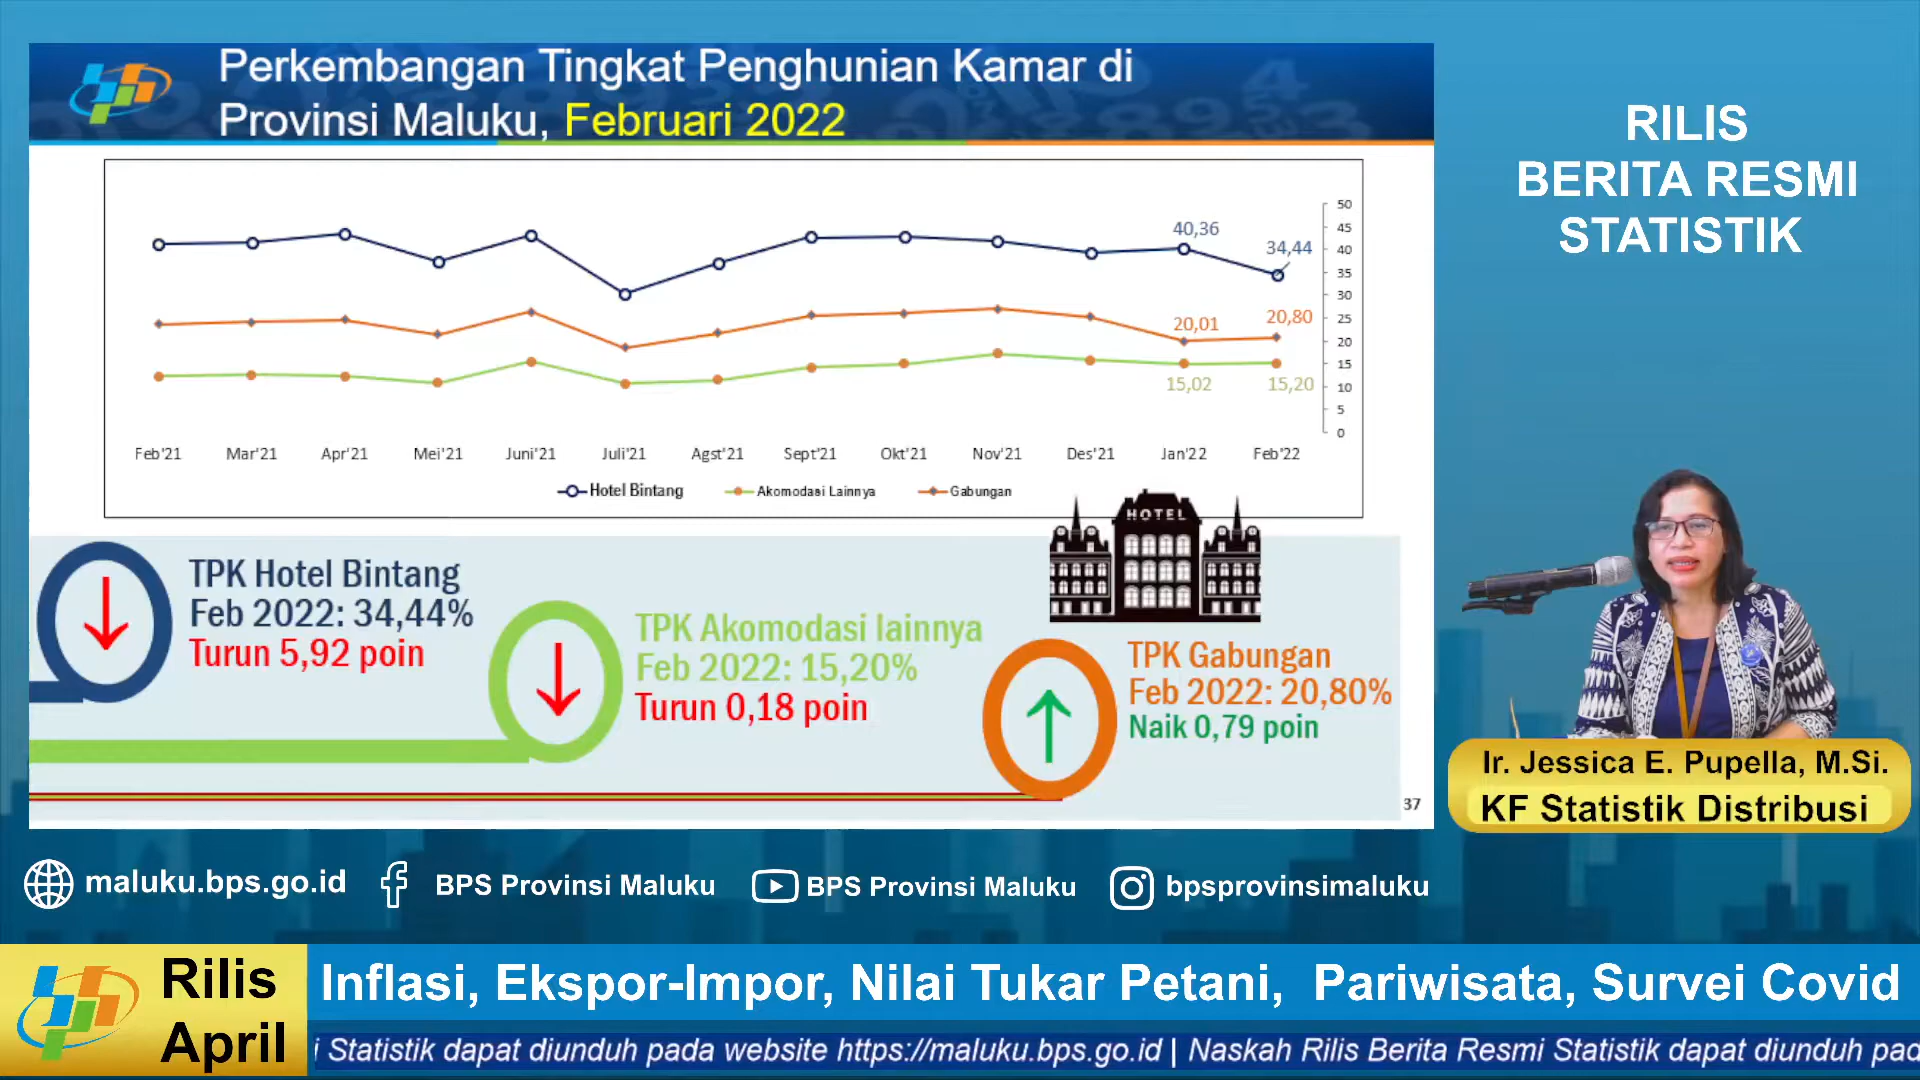 Perkembangan Tingkat Penghunian Kamar di
Provinsi Maluku, Februari 2022
RILIS
BERITA RESMI
STATISTIK
50
45
40
35
30
25
20
15
10
5
0
40,36
34,44
20,01
20,80
15,02
15,20
Feb'21 Mar'21 Apr'21 Mei'21 Juni'21 Juli'21 Agst'21 Sept'21 Okt'21 Nov'21 Des'21 Jan'22 Feb'22
Hotel Bintang Akomodasi Lainnya Gabungan
HOTEL
TPK Hotel Bintang
Feb 2022: 34,44%
Turun 5,92 poin
TPK Akomodasi lainnya
Feb 2022: 15,20%
Turun 0,18 poin
TPK Gabungan
Feb 2022: 20,80%
Naik 0,79 poin
37
Ir. Jessica E. Pupella, M.Si.
KF Statistik Distribusi
maluku.bps.go.id BPS Provinsi Maluku BPS Provinsi Maluku bpsprovinsimaluku
Rilis
April
Inflasi, Ekspor-Impor, Nilai Tukar Petani, Pariwisata, Survei Covid
i Statistik dapat diunduh pada website https://maluku.bps.go.id | Naskah Rilis Berita Resmi Statistik dapat diunduh pad